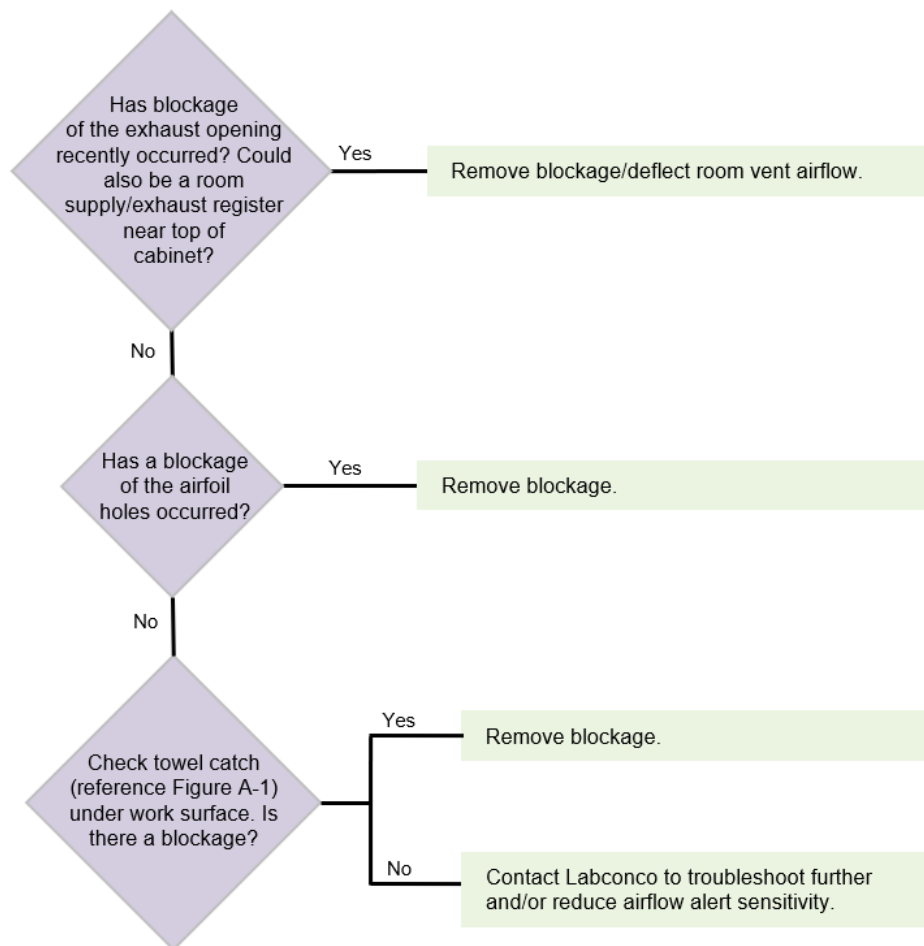 Has blockage
of the exhaust opening
recently occurred? Could
also be a room
supply/exhaust register
near top of
cabinet?
Yes
Remove blockage/deflect room vent airflow.
No
Has a blockage
of the airfoil
holes occurred?
Yes
Remove blockage.
No
Check towel catch
(reference Figure A-1)
under work surface. Is
there a blockage?
Yes
Remove blockage.
No
Contact Labconco to troubleshoot further
and/or reduce airflow alert sensitivity.